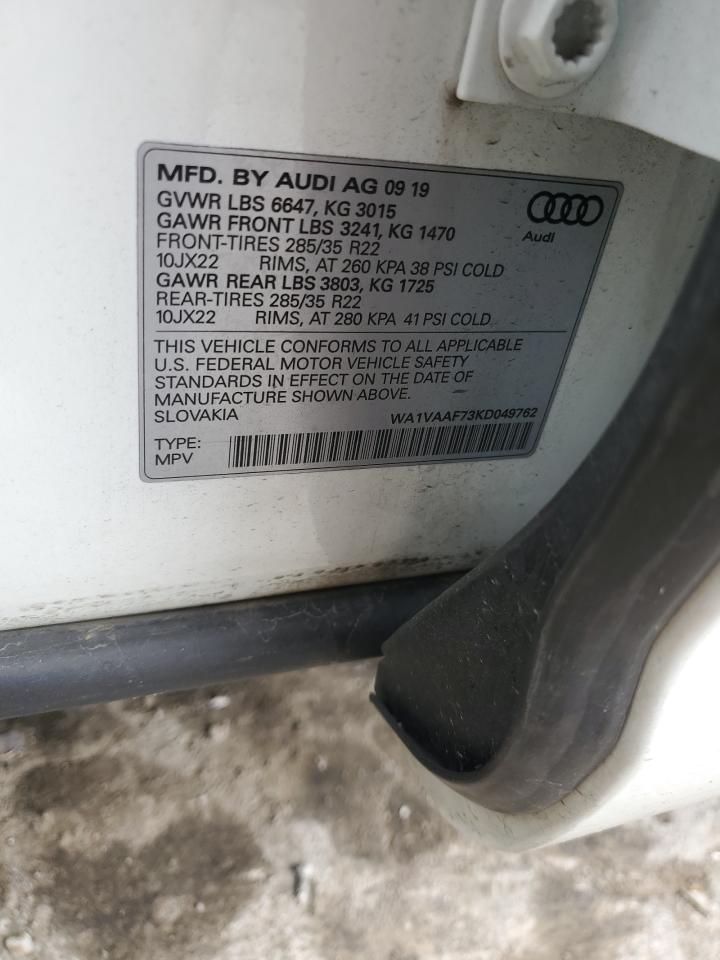 MFD. BY AUDI AG 09 19
GVWR LBS 6647, KG 3015
GAWR FRONT LBS 3241, KG 1470
FRONT-TIRES 285/35 R22
10JX22 RIMS, AT 260 KPA 38 PSI COLD
GAWR REAR LBS 3803, KG 1725
REAR-TIRES 285/35 R22
10JX22 RIMS, AT 280 KPA 41 PSI COLD
Audi
THIS VEHICLE CONFORMS TO ALL APPLICABLE
U.S. FEDERAL MOTOR VEHICLE SAFETY
STANDARDS IN EFFECT ON THE DATE OF
MANUFACTURE SHOWN ABOVE.
SLOVAKIA WA1VAAF73KD049762
TYPE:
MPV